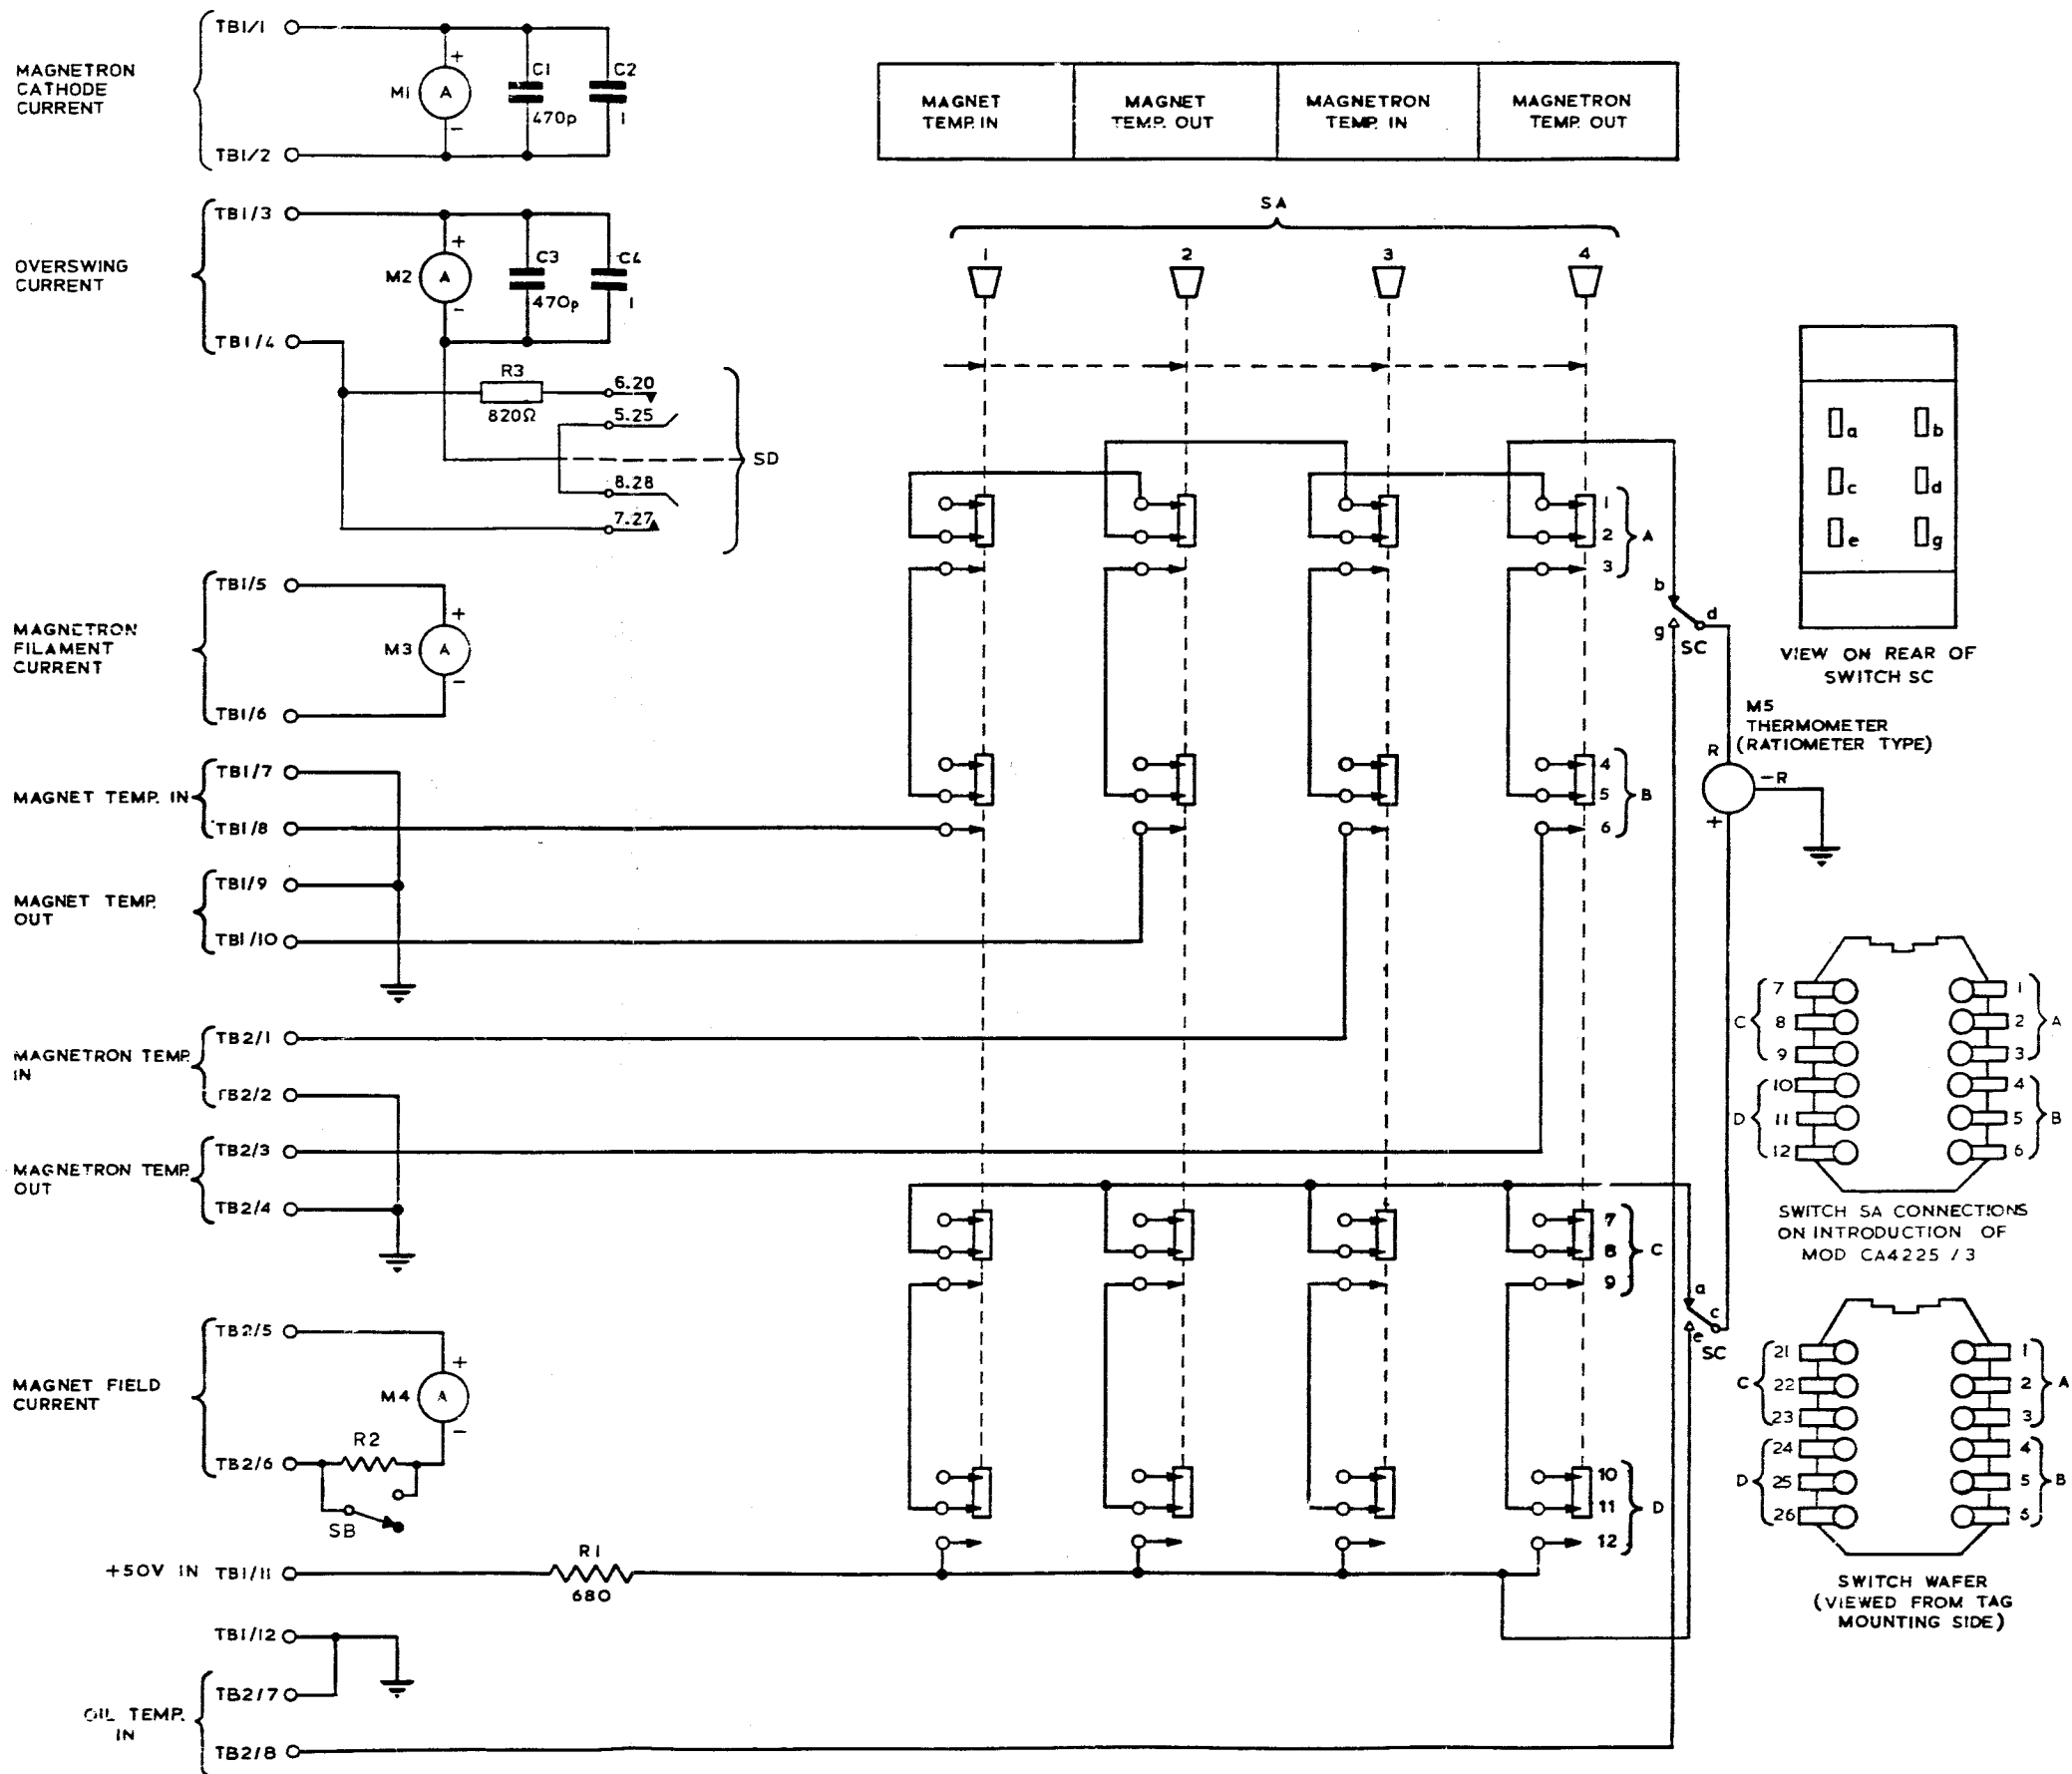 MAGNETRON
CATHODE
CURRENT
TB1/1
TB1/2
M1
A
+
−
C1
470p
C2
1
OVERSWING
CURRENT
TB1/3
TB1/4
M2
A
+
−
C3
470p
C4
1
R3
820Ω
6.20
5.25
8.28
7.27
SD
MAGNETRON
FILAMENT
CURRENT
TB1/5
TB1/6
M3
A
+
−
MAGNET TEMP. IN
TB1/7
TB1/8
MAGNET TEMP.
OUT
TB1/9
TB1/10
MAGNETRON TEMP.
IN
TB2/1
TB2/2
MAGNETRON TEMP.
OUT
TB2/3
TB2/4
MAGNET FIELD
CURRENT
TB2/5
TB2/6
M4
A
+
−
R2
SB
+50V IN TB1/11
R1
680
TB1/12
OIL TEMP.
IN
TB2/7
TB2/8
MAGNET
TEMP. IN
MAGNET
TEMP. OUT
MAGNETRON
TEMP. IN
MAGNETRON
TEMP. OUT
SA
1
2
3
4
1
2
3
A
4
5
6
B
7
8
9
C
10
11
12
D
b
g
d
SC
a
e
c
SC
a
b
c
d
e
g
VIEW ON REAR OF
SWITCH SC
M5
THERMOMETER
(RATIOMETER TYPE)
R
−R
+
7
8
9
C
10
11
12
D
1
2
3
A
4
5
6
B
SWITCH SA CONNECTIONS
ON INTRODUCTION OF
MOD CA4225 / 3
21
22
23
C
24
25
26
D
1
2
3
A
4
5
6
B
SWITCH WAFER
(VIEWED FROM TAG
MOUNTING SIDE)